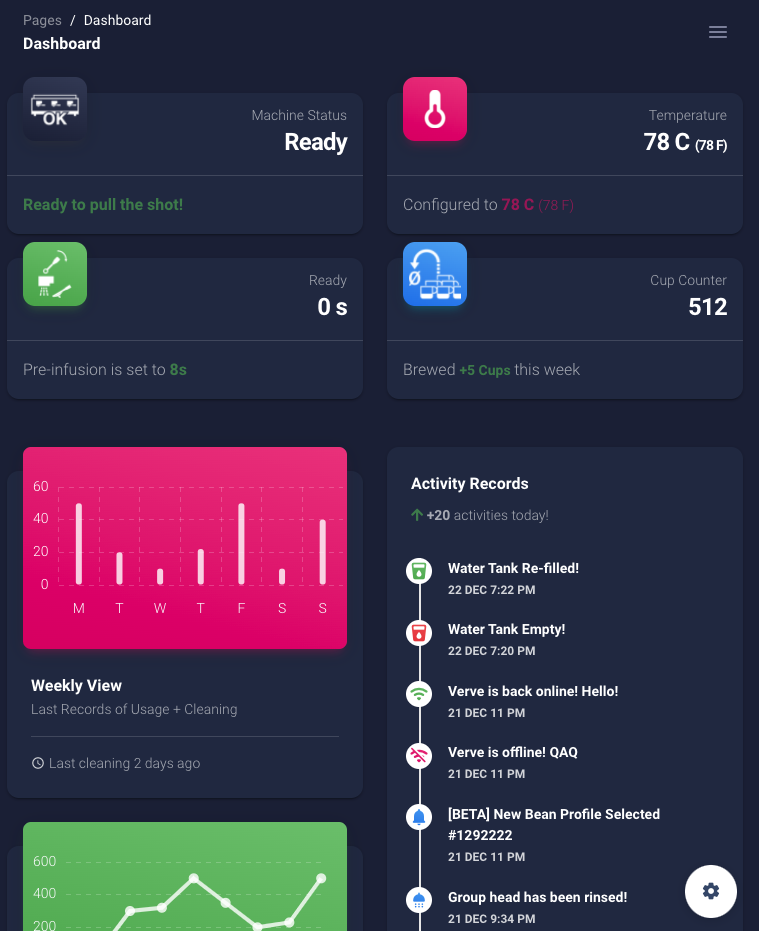 Pages / Dashboard
Dashboard
OK
Machine Status
Ready
Ready to pull the shot!
Temperature
78 C (78 F)
Configured to 78 C (78 F)
Ready
0 s
Pre-infusion is set to 8s
Ø
Cup Counter
512
Brewed +5 Cups this week
60
40
20
0
M T W T F S S
Weekly View
Last Records of Usage + Cleaning
Last cleaning 2 days ago
600
400
200
Activity Records
+20 activities today!
Water Tank Re-filled!
22 DEC 7:22 PM
Water Tank Empty!
22 DEC 7:20 PM
Verve is back online! Hello!
21 DEC 11 PM
Verve is offline! QAQ
21 DEC 11 PM
[BETA] New Bean Profile Selected
#1292222
21 DEC 11 PM
Group head has been rinsed!
21 DEC 9:34 PM